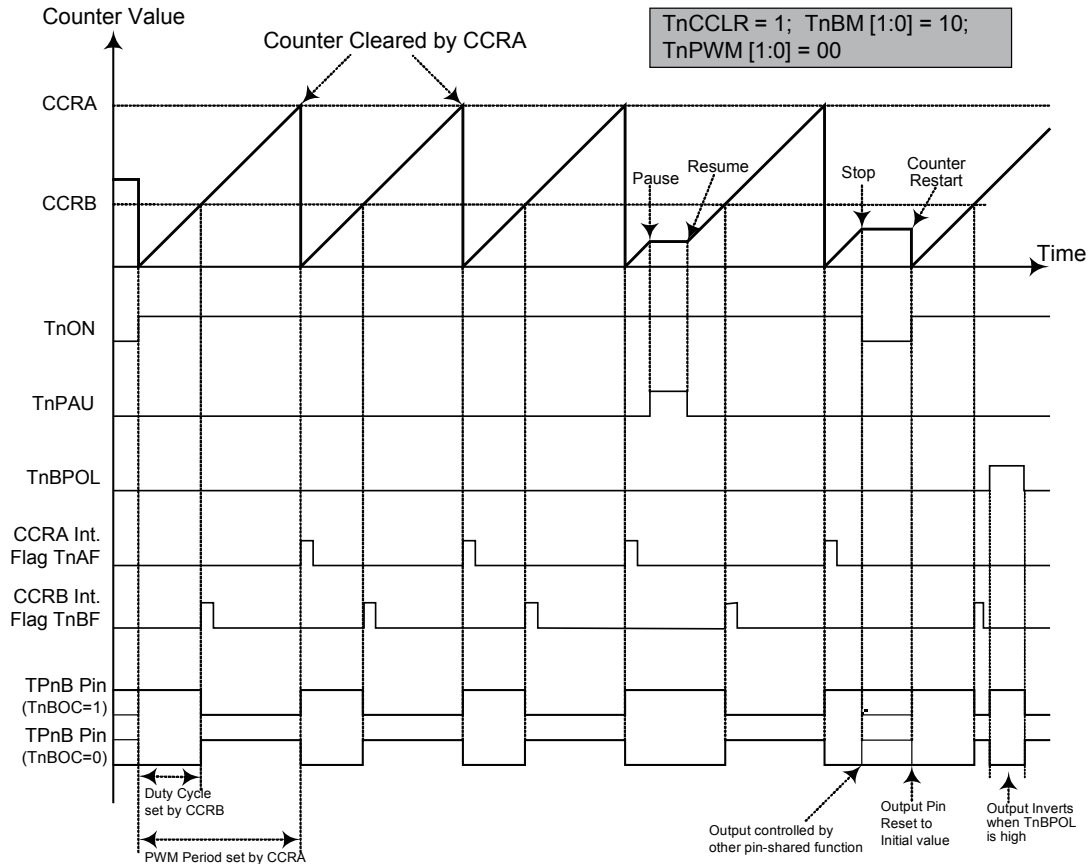 Counter Value
TnCCLR = 1; TnBM [1:0] = 10;
TnPWM [1:0] = 00
Counter Cleared by CCRA
CCRA
Pause
Resume
Stop
Counter
Restart
CCRB
Time
TnON
TnPAU
TnBPOL
CCRA Int.
Flag TnAF
CCRB Int.
Flag TnBF
TPnB Pin
(TnBOC=1)
TPnB Pin
(TnBOC=0)
Duty Cycle
set by CCRB
PWM Period set by CCRA
Output controlled by
other pin-shared function
Output Pin
Reset to
Initial value
Output Inverts
when TnBPOL
is high